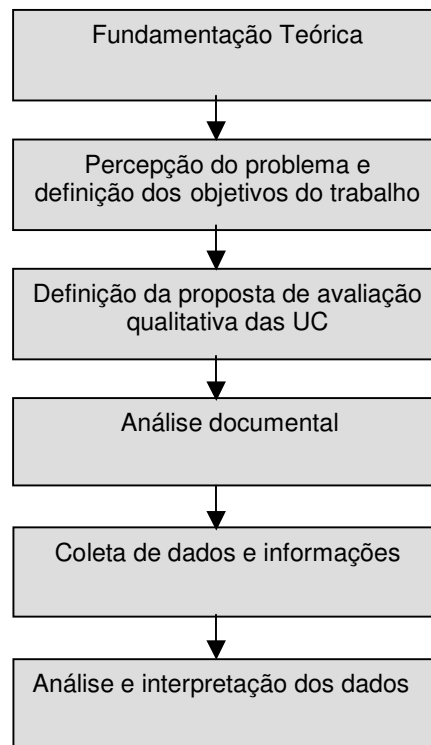 Fundamentação Teórica
Percepção do problema e
definição dos objetivos do trabalho
Definição da proposta de avaliação
qualitativa das UC
Análise documental
Coleta de dados e informações
Análise e interpretação dos dados